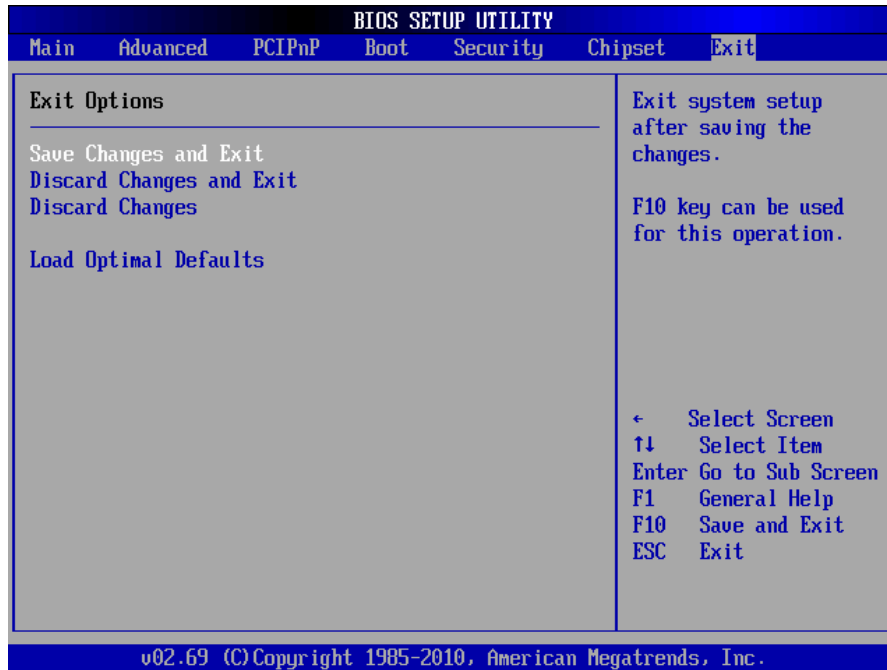 BIOS SETUP UTILITY
Main Advanced PCIPnP Boot Security Chipset Exit
Exit Options
Save Changes and Exit
Discard Changes and Exit
Discard Changes
Load Optimal Defaults
Exit system setup
after saving the
changes.
F10 key can be used
for this operation.
← Select Screen
↑↓ Select Item
Enter Go to Sub Screen
F1 General Help
F10 Save and Exit
ESC Exit
v02.69 (C)Copyright 1985-2010, American Megatrends, Inc.